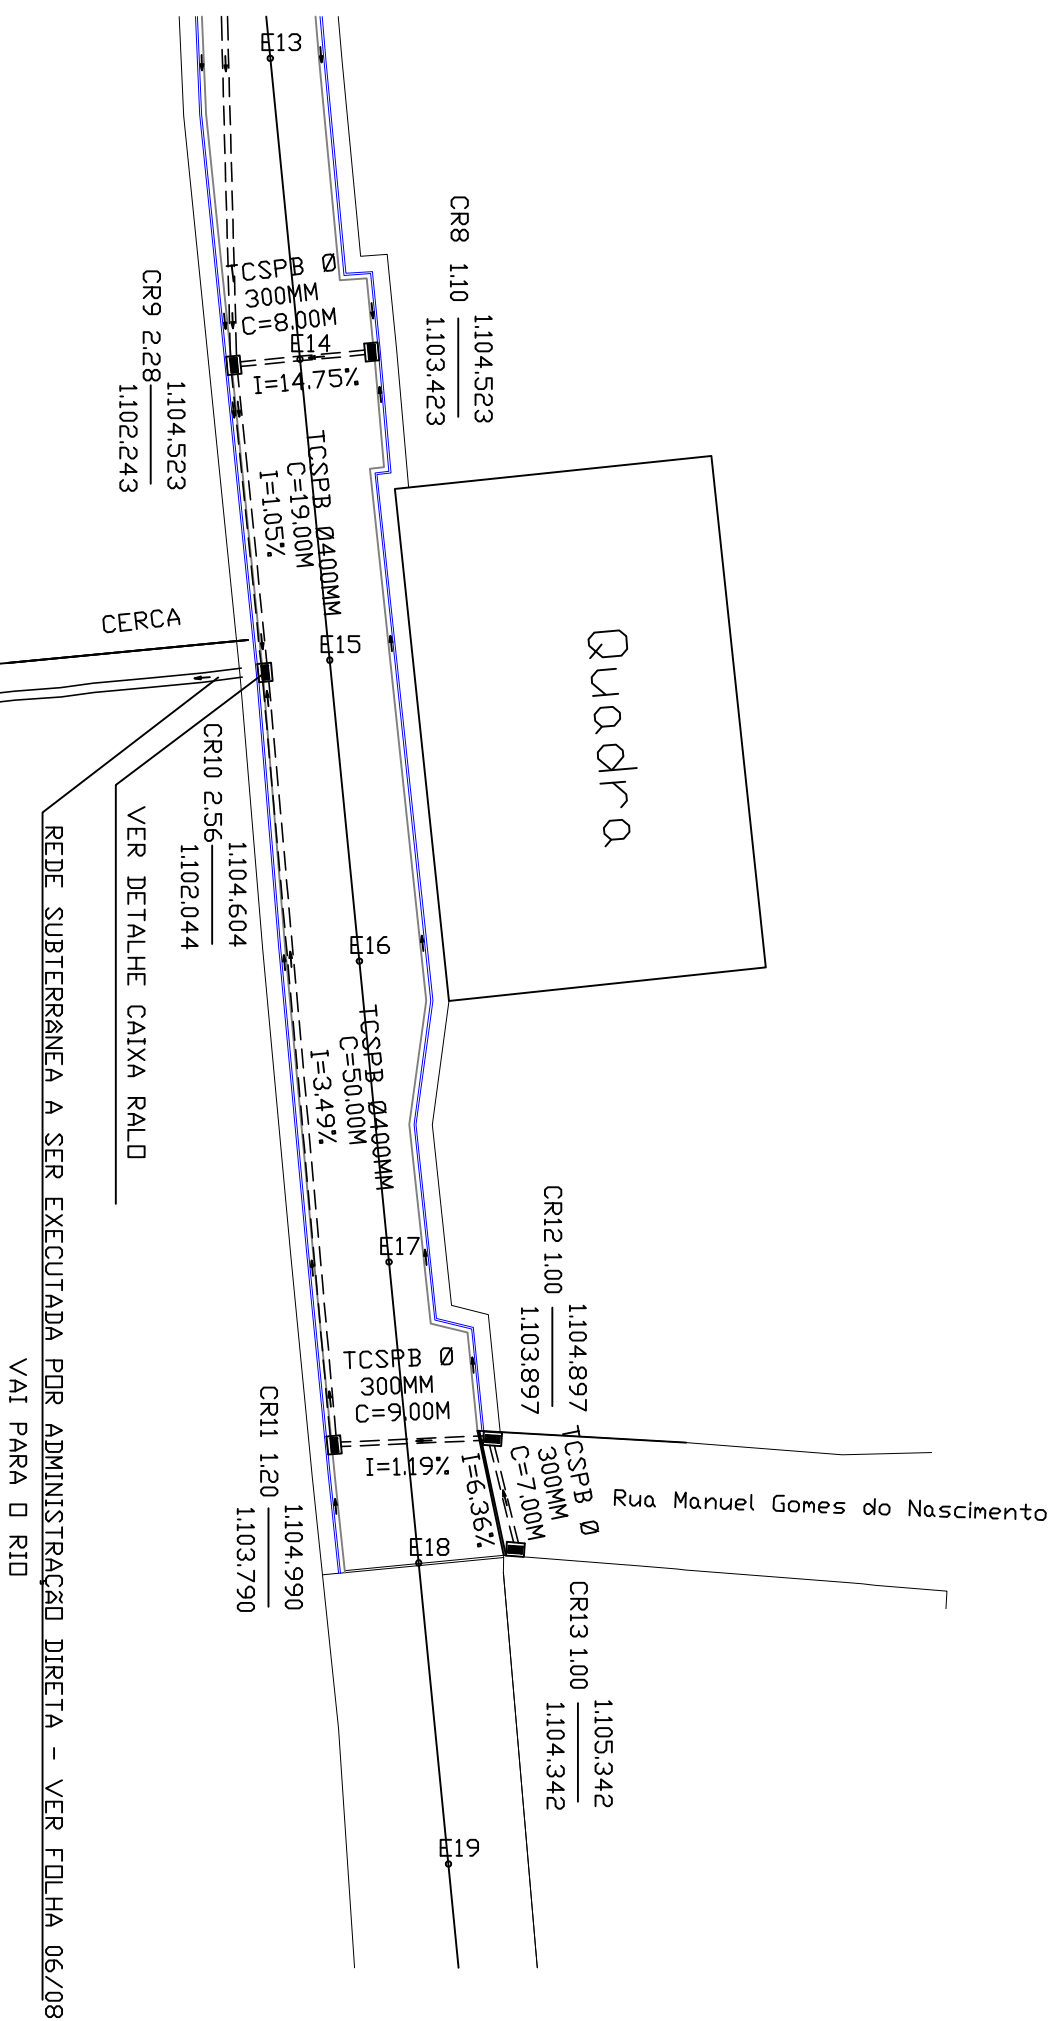 E13
CR8 1.10
1.104.523
1.103.423
TCSPB Ø
300MM
C=8.00M
E14
I=14.75%
CR9 2.28
1.104.523
1.102.243
TCSPB Ø400MM
C=19.00M
I=1.05%
CERCA
E15
Quadra
CR10 2.56
1.104.604
1.102.044
VER DETALHE CAIXA RALO
REDE SUBTERRÂNEA A SER EXECUTADA POR ADMINISTRAÇÃO DIRETA - VER FOLHA 06/08
VAI PARA O RIO
E16
TCSPB Ø400MM
C=50.00M
I=3.49%
E17
CR12 1.00
1.104.897
1.103.897
TCSPB Ø
300MM
C=9.00M
I=1.19%
CR11 1.20
1.104.990
1.103.790
TCSPB Ø
300MM
C=7.00M
I=6.36%
Rua Manuel Gomes do Nascimento
E18
CR13 1.00
1.105.342
1.104.342
E19